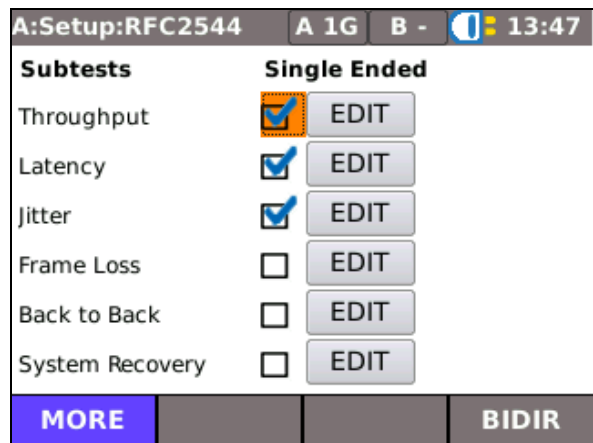 A:Setup:RFC2544 A 1G B - 13:47
Subtests Single Ended
Throughput EDIT
Latency EDIT
Jitter EDIT
Frame Loss EDIT
Back to Back EDIT
System Recovery EDIT
MORE BIDIR